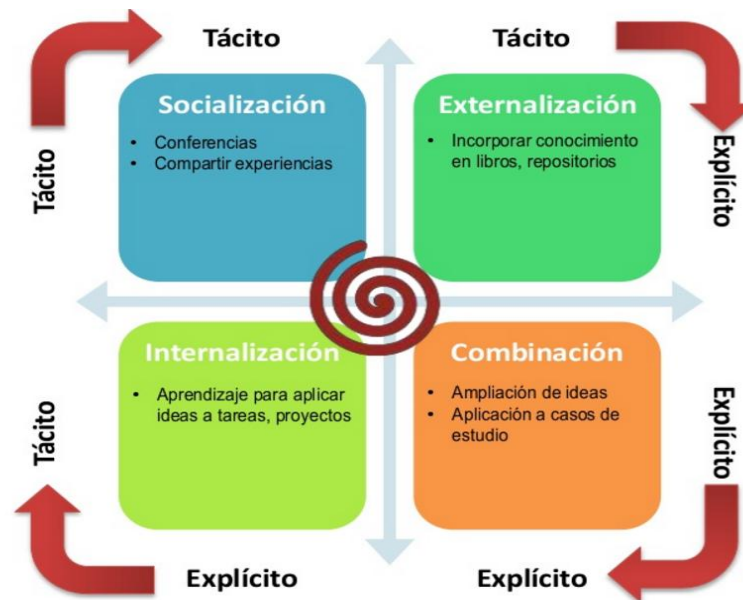 Tácito
Tácito
Tácito
Socialización
• Conferencias
• Compartir experiencias
Externalización
• Incorporar conocimiento
en libros, repositorios
Explícito
Tácito
Internalización
• Aprendizaje para aplicar
ideas a tareas, proyectos
Combinación
• Ampliación de ideas
• Aplicación a casos de
estudio
Explícito
Explícito
Explícito